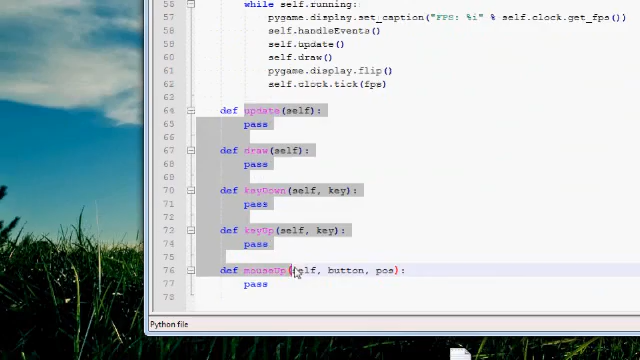 56 while self.running:
57 pygame.display.set_caption("FPS: %i" % self.clock.get_fps())
58 self.handleEvents()
59 self.update()
60 self.draw()
61 pygame.display.flip()
62 self.clock.tick(fps)
63
64 def update(self):
65 pass
66
67 def draw(self):
68 pass
69
70 def keyDown(self, key):
71 pass
72
73 def keyUp(self, key):
74 pass
75
76 def mouseUp(self, button, pos):
77 pass
78
Python file